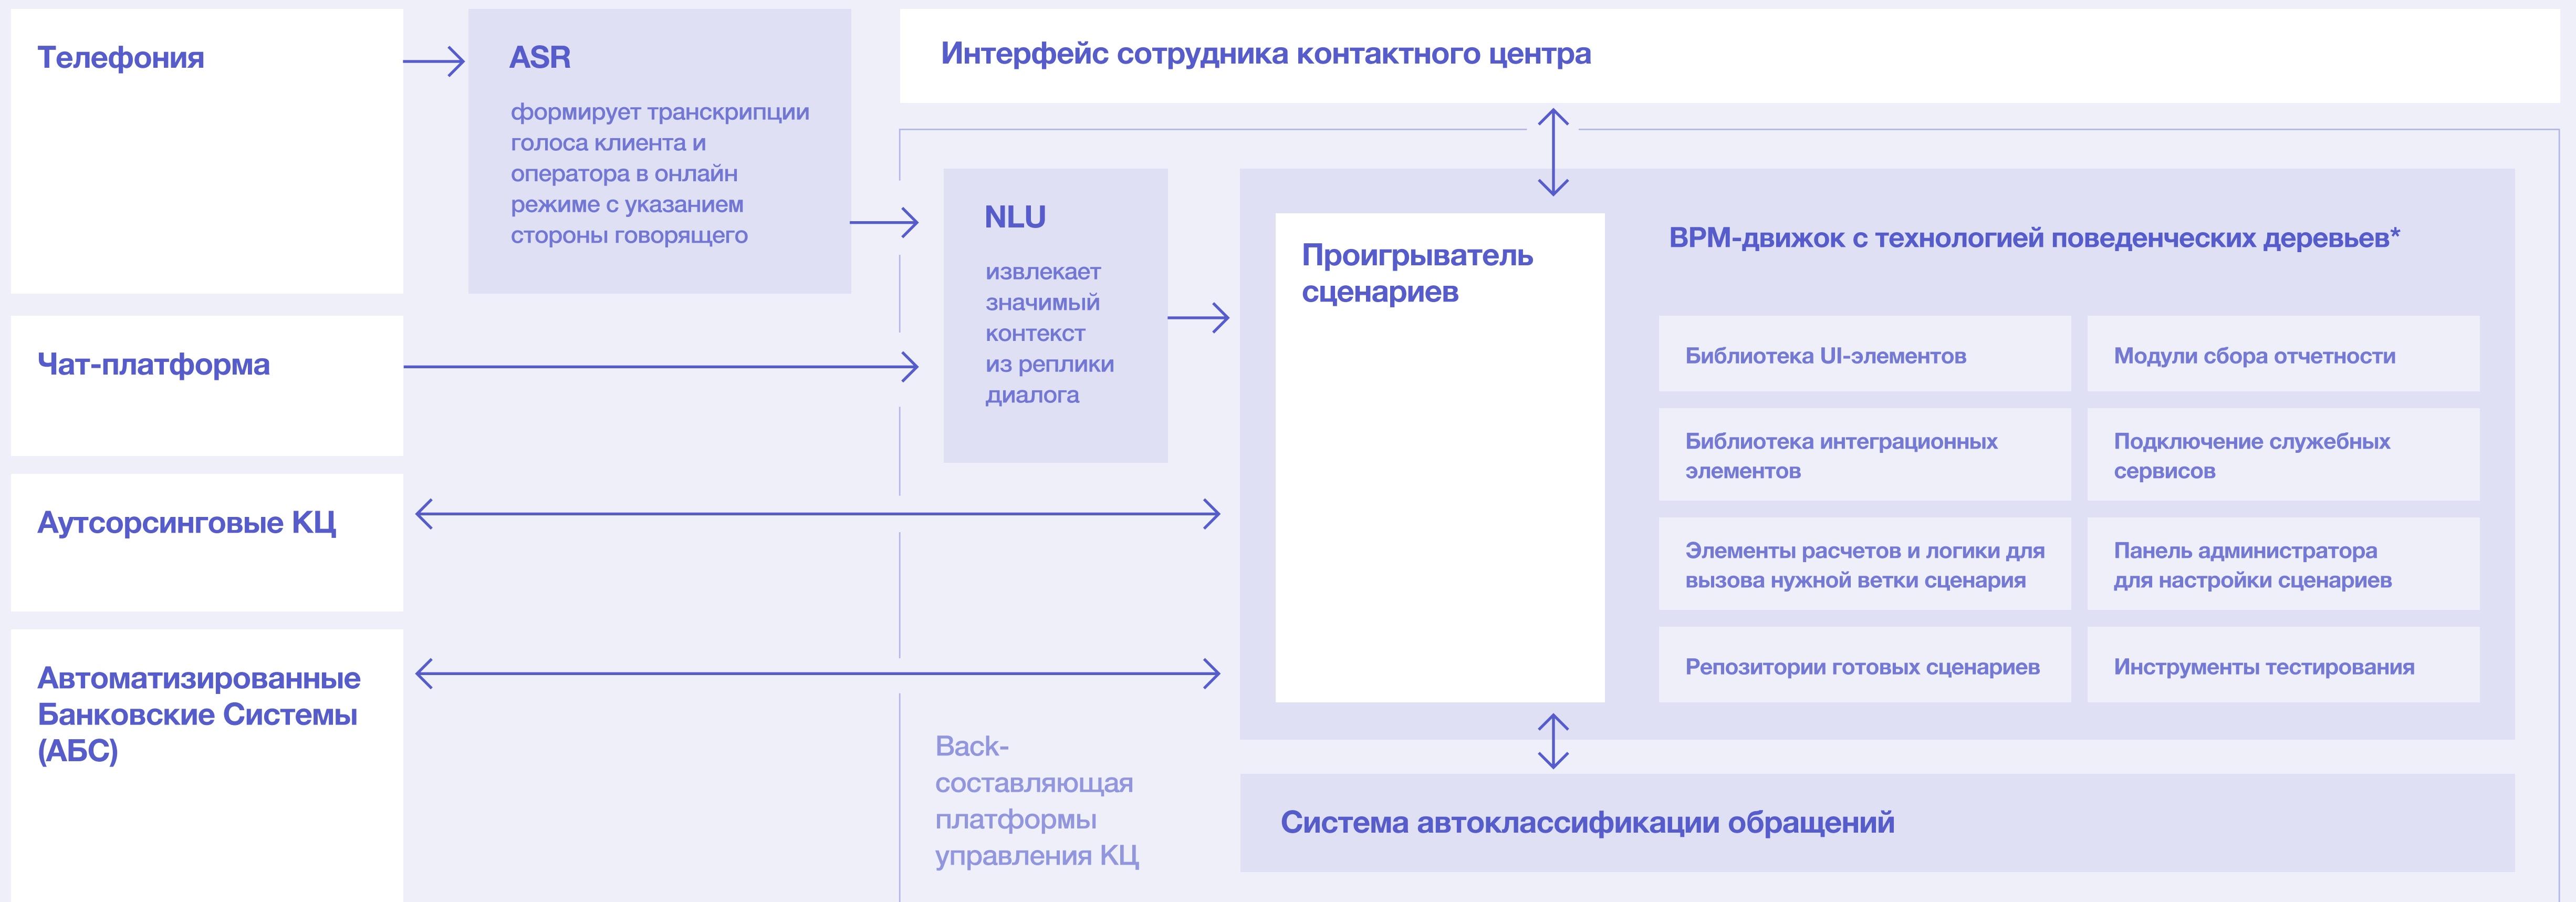 Телефония
ASR
формирует транскрипции
голоса клиента и
оператора в онлайн
режиме с указанием
стороны говорящего
Интерфейс сотрудника контактного центра
Чат-платформа
Аутсорсинговые КЦ
Автоматизированные
Банковские Системы
(АБС)
NLU
извлекает
значимый
контекст
из реплики
диалога
Проигрыватель
сценариев
BPM-движок с технологией поведенческих деревьев*
Библиотека UI-элементов
Модули сбора отчетности
Библиотека интеграционных
элементов
Подключение служебных
сервисов
Элементы расчетов и логики для
вызова нужной ветки сценария
Панель администратора
для настройки сценариев
Репозитории готовых сценариев
Инструменты тестирования
Back-
составляющая
платформы
управления КЦ
Система автоклассификации обращений